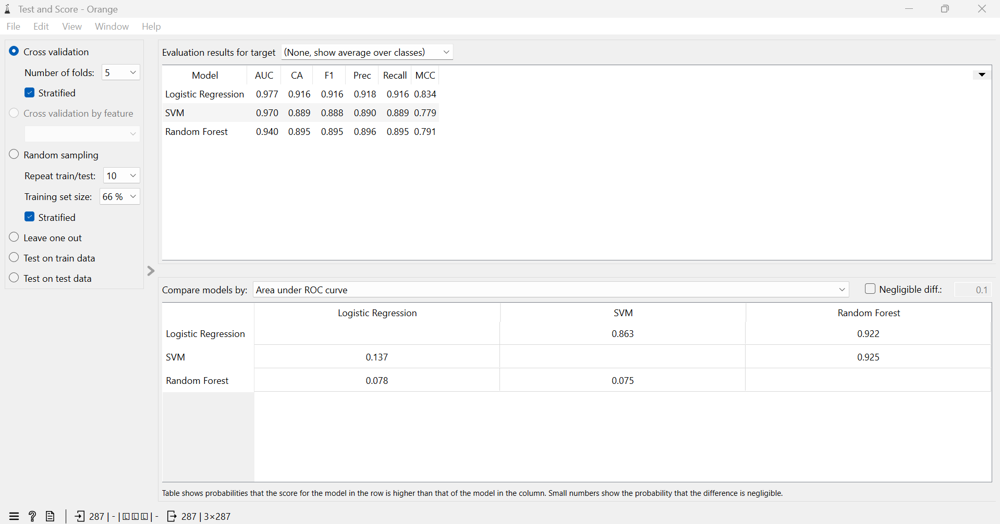 Test and Score - Orange
File Edit View Window Help
Cross validation
Number of folds: 5
Stratified
Cross validation by feature
Random sampling
Repeat train/test: 10
Training set size: 66 %
Stratified
Leave one out
Test on train data
Test on test data
Evaluation results for target (None, show average over classes)
Model AUC CA F1 Prec Recall MCC
Logistic Regression 0.977 0.916 0.916 0.918 0.916 0.834
SVM 0.970 0.889 0.888 0.890 0.889 0.779
Random Forest 0.940 0.895 0.895 0.896 0.895 0.791
Compare models by: Area under ROC curve Negligible diff.: 0.1
Logistic Regression SVM Random Forest
Logistic Regression 0.863 0.922
SVM 0.137 0.925
Random Forest 0.078 0.075
Table shows probabilities that the score for the model in the row is higher than that of the model in the column. Small numbers show the probability that the difference is negligible.
287 | - | L L L | - 287 | 3×287